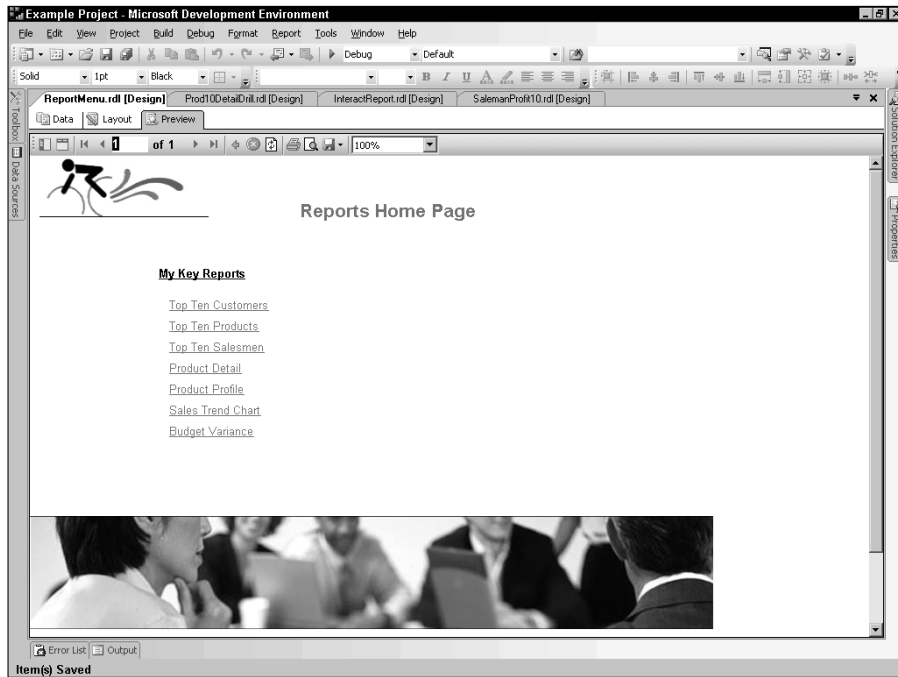 Example Project - Microsoft Development Environment
File Edit View Project Build Debug Format Report Tools Window Help
Debug Default
Solid 1pt Black B I U A
ReportMenu.rdl [Design] Prod10DetailDrill.rdl [Design] InteractReport.rdl [Design] SalemanProfit10.rdl [Design]
Data Layout Preview
1 of 1 100%
Toolbox
Data Sources
Solution Explorer
Properties
Reports Home Page
My Key Reports
Top Ten Customers
Top Ten Products
Top Ten Salesmen
Product Detail
Product Profile
Sales Trend Chart
Budget Variance
Error List Output
Item(s) Saved